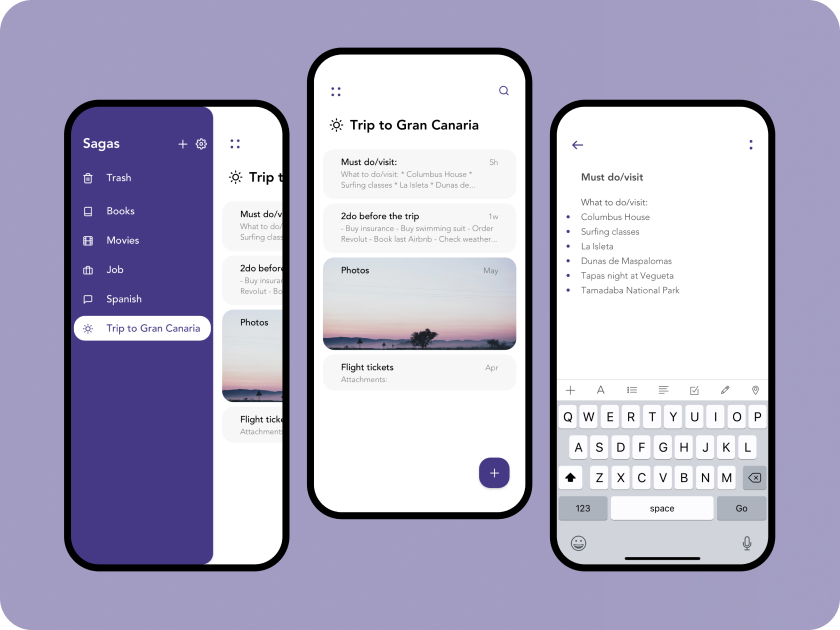 Sagas
Trash
Books
Movies
Job
Spanish
Trip to Gran Canaria
Trip t
Must do/v
What to do/
Surfing clas
2do before
- Buy insuran
Revolut - Bo
Photos
Flight ticke
Attachment
Trip to Gran Canaria
Must do/visit:
5h
What to do/visit: * Columbus House *
Surfing classes * La Isleta * Dunas de...
2do before the trip
1w
- Buy insurance - Buy swimming suit - Order
Revolut - Book last Airbnb - Check weather...
Photos
May
Flight tickets
Apr
Attachments:
Must do/visit
What to do/visit:
• Columbus House
• Surfing classes
• La Isleta
• Dunas de Maspalomas
• Tapas night at Vegueta
• Tamadaba National Park
A
Q W E R T Y U I O P
A S D F G H J K L
Z X C V B N M
123 space Go